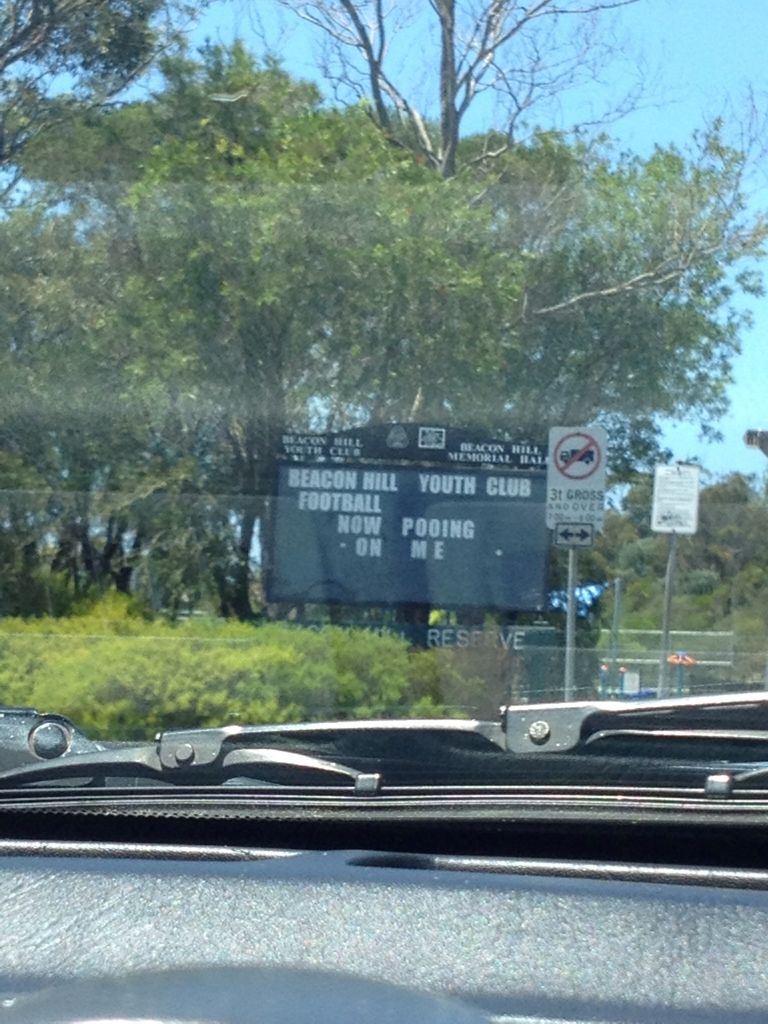 BEACON HILL
YOUTH CLUB
BEACON HILL
MEMORIAL HALL
BEACON HILL YOUTH CLUB
FOOTBALL
NOW POOING
ON ME
RESERVE
3t GROSS
AND OVER